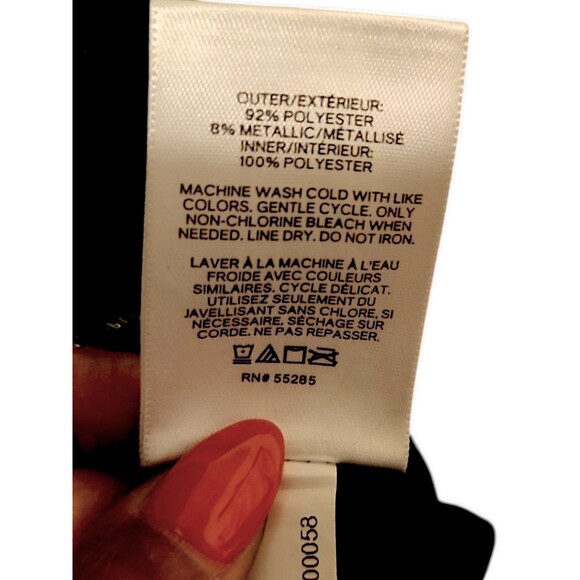 OUTER/EXTÉRIEUR:
92% POLYESTER
8% METALLIC/MÉTALLISÉ
INNER/INTÉRIEUR:
100% POLYESTER
MACHINE WASH COLD WITH LIKE
COLORS. GENTLE CYCLE. ONLY
NON-CHLORINE BLEACH WHEN
NEEDED. LINE DRY. DO NOT IRON.
LAVER À LA MACHINE À L'EAU
FROIDE AVEC COULEURS
SIMILAIRES. CYCLE DÉLICAT.
UTILISEZ SEULEMENT DU
JAVELLISANT SANS CHLORE, SI
NÉCESSAIRE. SÉCHAGE SUR
CORDE. NE PAS REPASSER.
RN# 55285
00058